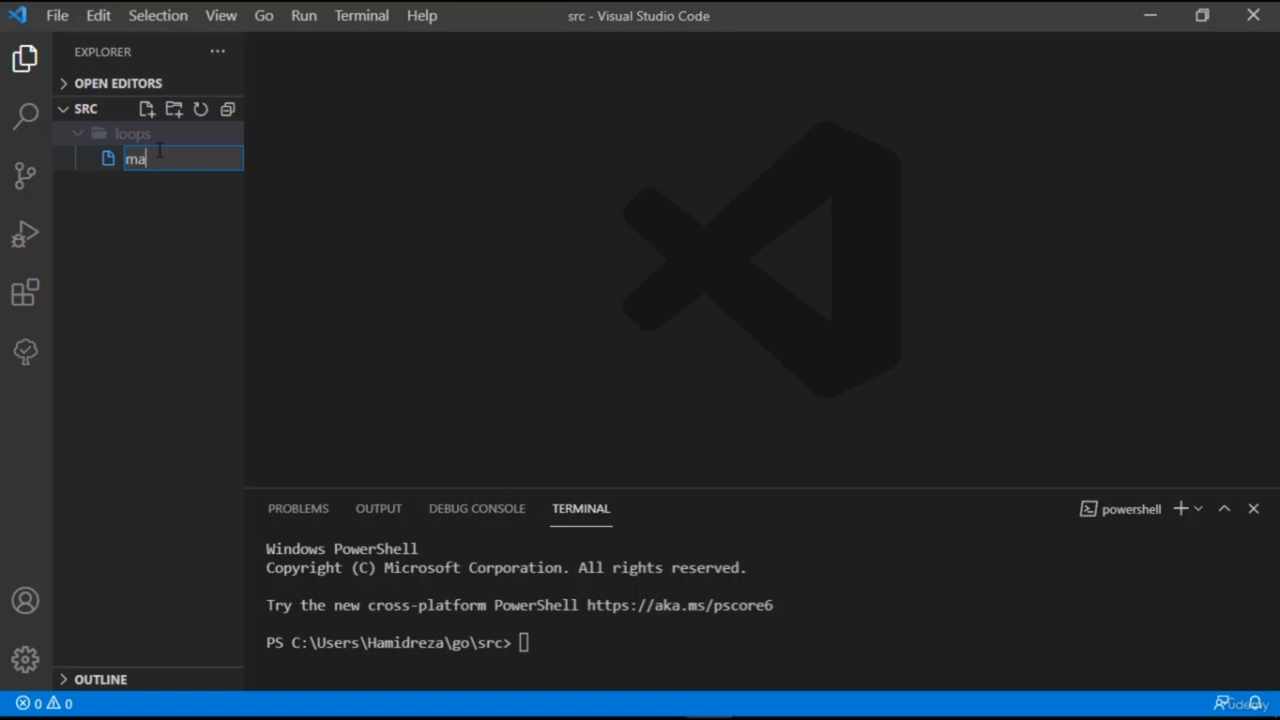 File Edit Selection View Go Run Terminal Help
src - Visual Studio Code
EXPLORER
OPEN EDITORS
SRC
loops
ma
PROBLEMS OUTPUT DEBUG CONSOLE TERMINAL
powershell
Windows PowerShell
Copyright (C) Microsoft Corporation. All rights reserved.
Try the new cross-platform PowerShell https://aka.ms/pscore6
PS C:\Users\Hamidreza\go\src>
OUTLINE
0 0
Udemy